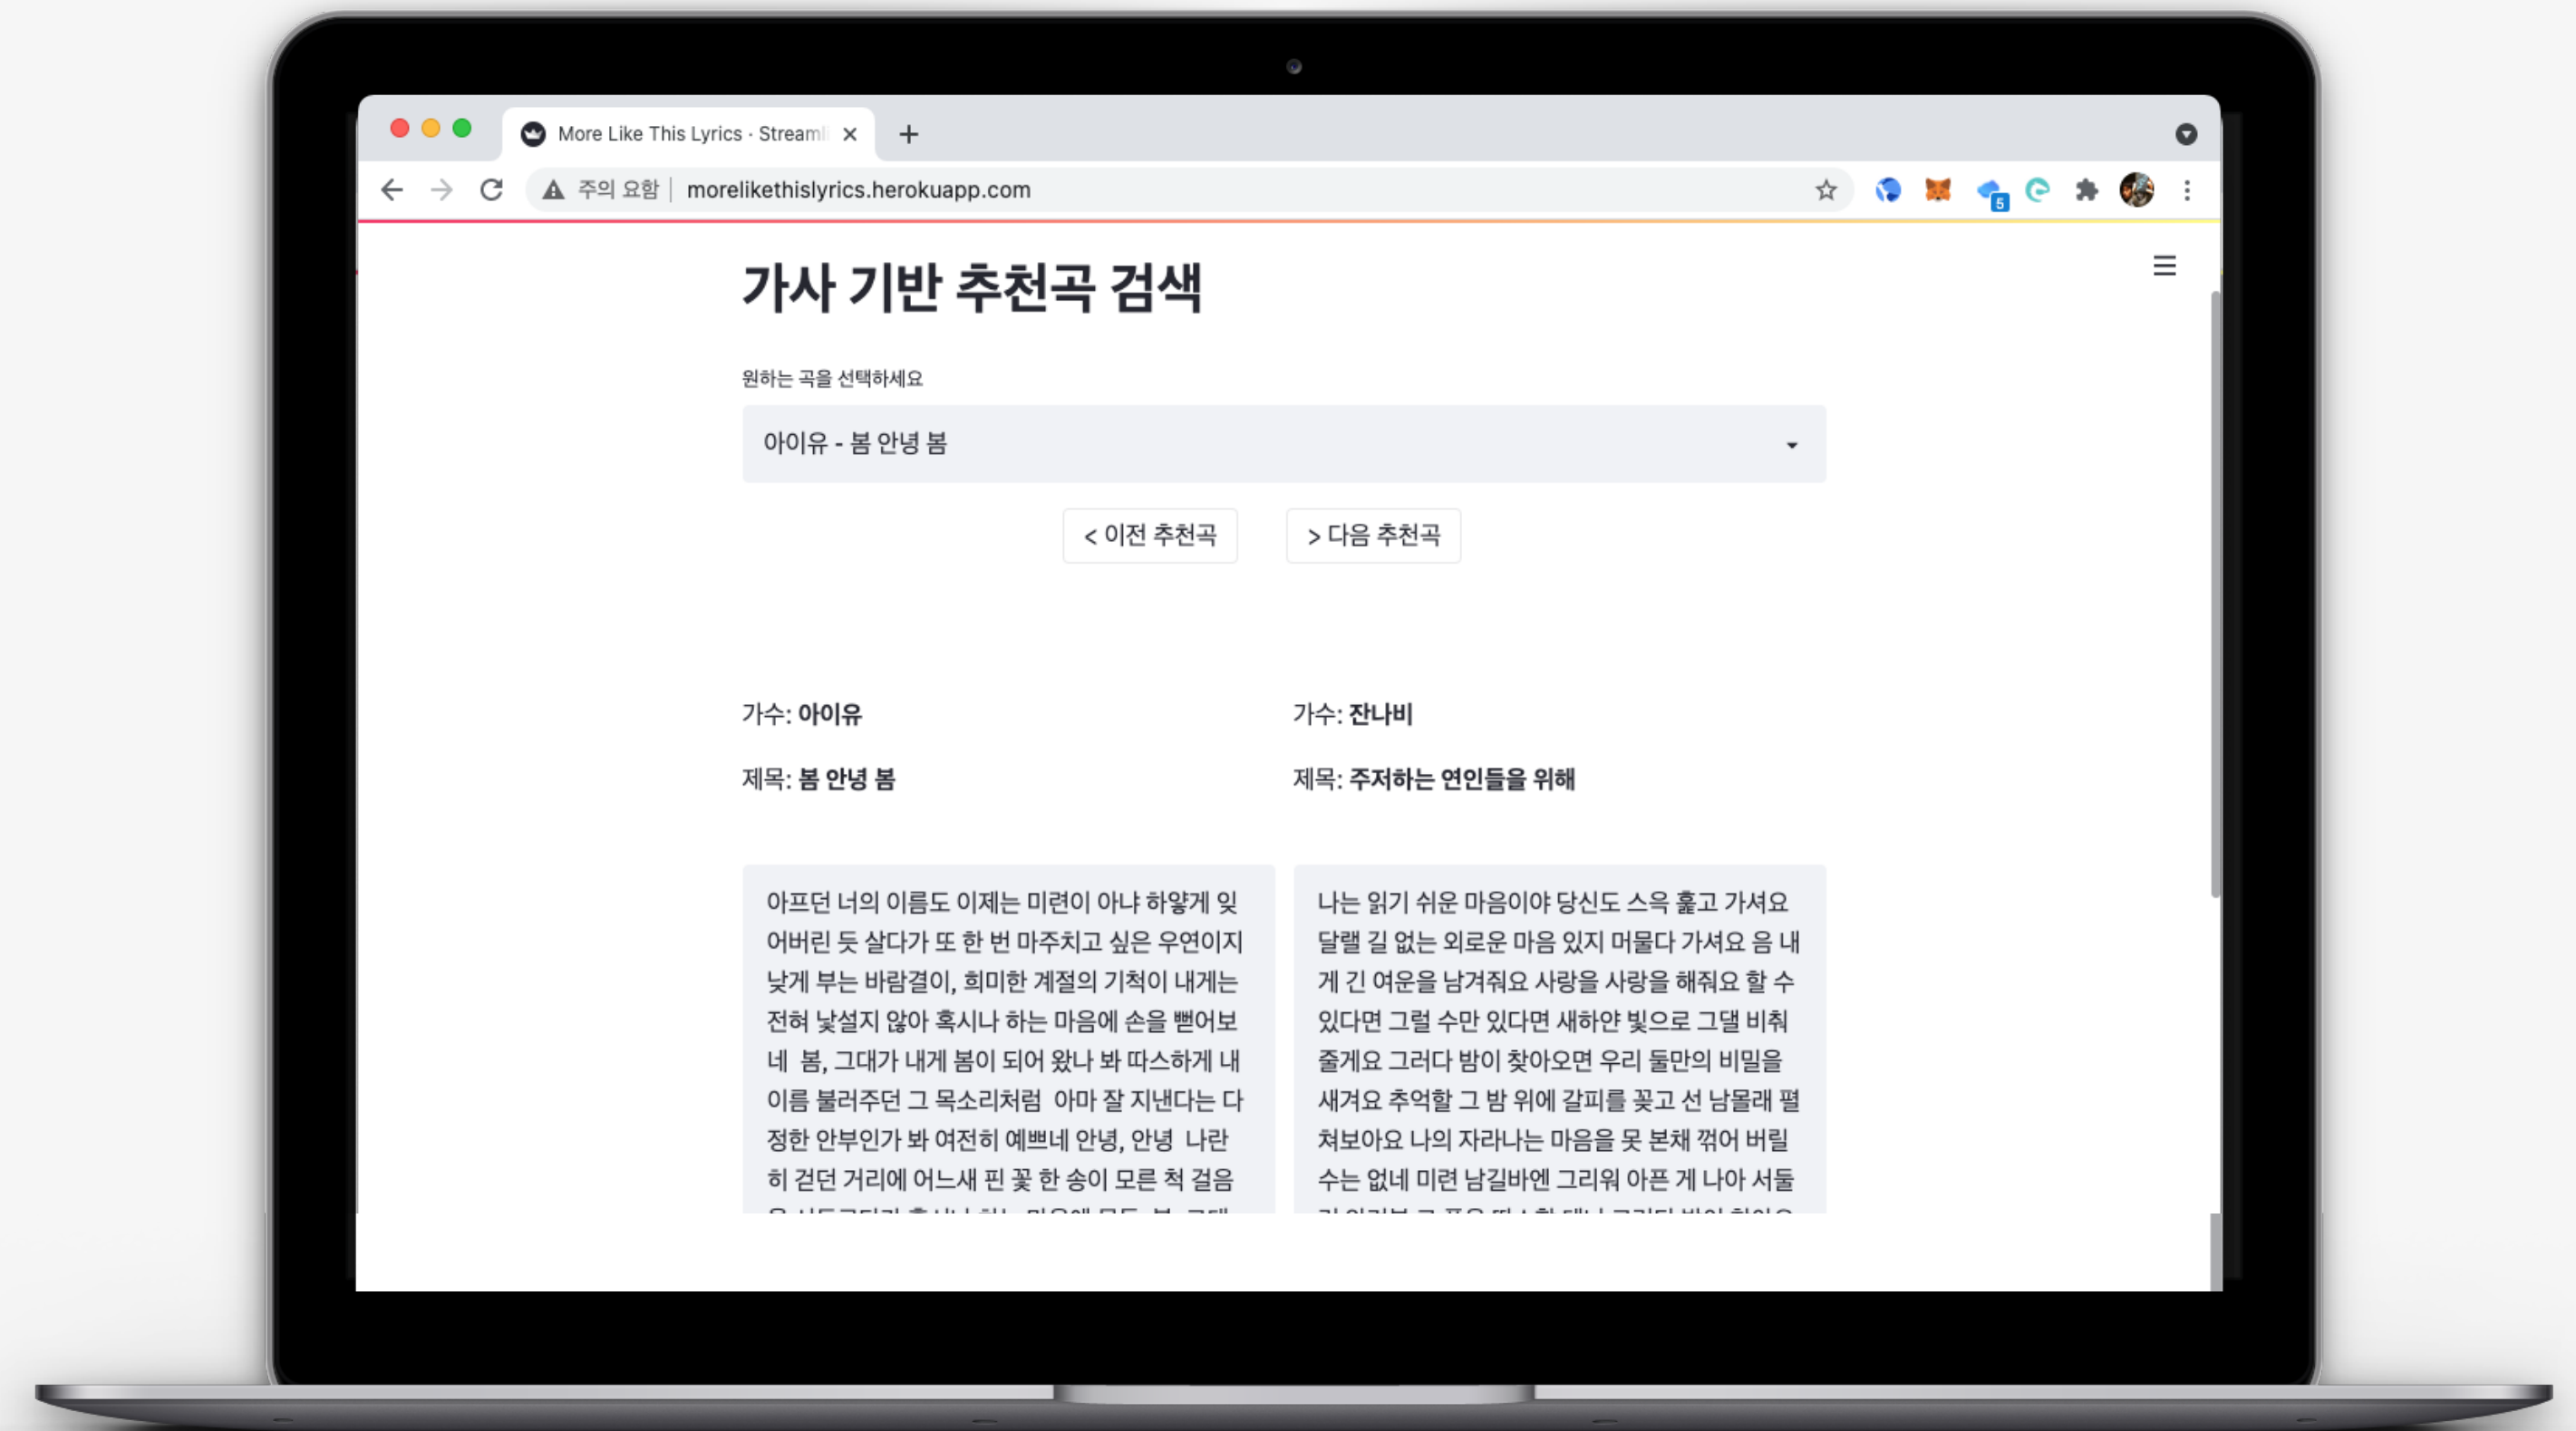 More Like This Lyrics · Streamli
주의 요함 morelikethislyrics.herokuapp.com
5
가사 기반 추천곡 검색
원하는 곡을 선택하세요
아이유 - 봄 안녕 봄
< 이전 추천곡
> 다음 추천곡
가수: 아이유
제목: 봄 안녕 봄
아프던 너의 이름도 이제는 미련이 아냐 하얗게 잊
어버린 듯 살다가 또 한 번 마주치고 싶은 우연이지
낮게 부는 바람결이, 희미한 계절의 기척이 내게는
전혀 낯설지 않아 혹시나 하는 마음에 손을 뻗어보
네  봄, 그대가 내게 봄이 되어 왔나 봐 따스하게 내
이름 불러주던 그 목소리처럼  아마 잘 지낸다는 다
정한 안부인가 봐 여전히 예쁘네 안녕, 안녕  나란
히 걷던 거리에 어느새 핀 꽃 한 송이 모른 척 걸음
가수: 잔나비
제목: 주저하는 연인들을 위해
나는 읽기 쉬운 마음이야 당신도 스윽 훑고 가셔요
달랠 길 없는 외로운 마음 있지 머물다 가셔요 음 내
게 긴 여운을 남겨줘요 사랑을 사랑을 해줘요 할 수
있다면 그럴 수만 있다면 새하얀 빛으로 그댈 비춰
줄게요 그러다 밤이 찾아오면 우리 둘만의 비밀을
새겨요 추억할 그 밤 위에 갈피를 꽂고 선 남몰래 펼
쳐보아요 나의 자라나는 마음을 못 본채 꺾어 버릴
수는 없네 미련 남길바엔 그리워 아픈 게 나아 서둘